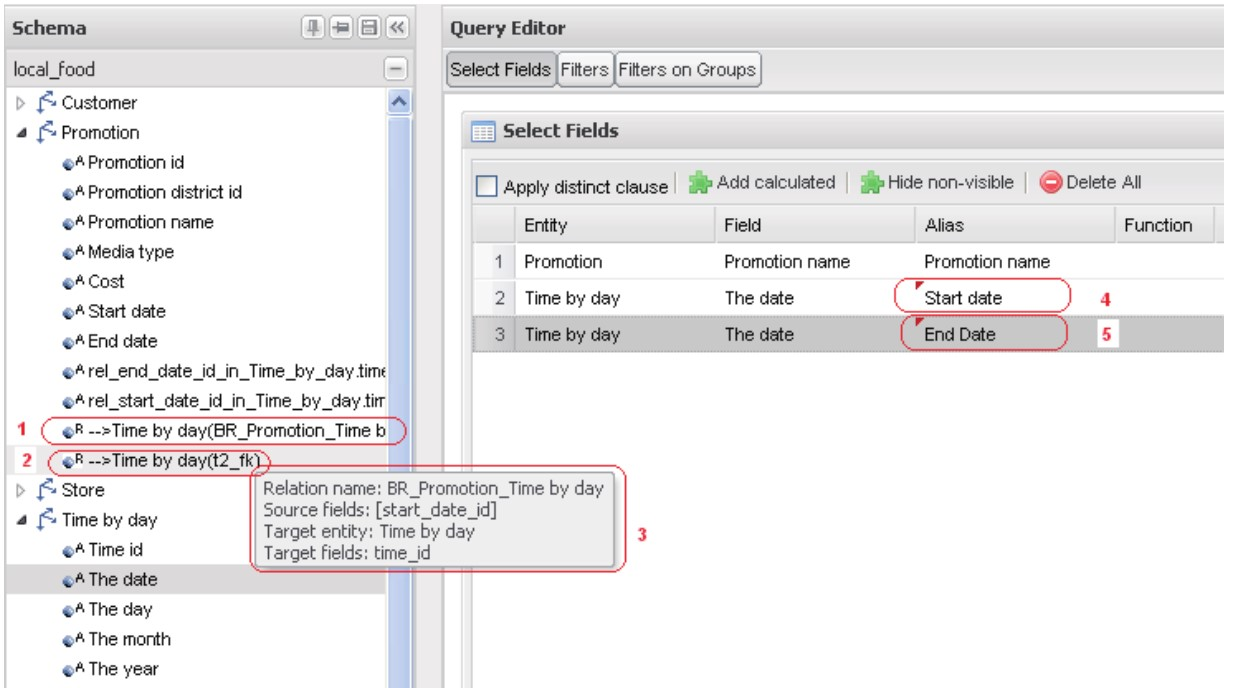 Schema
local_food
Customer
Promotion
A Promotion id
A Promotion district id
A Promotion name
A Media type
A Cost
A Start date
A End date
A rel_end_date_id_in_Time_by_day.time
A rel_start_date_id_in_Time_by_day.tim
1 R -->Time by day(BR_Promotion_Time b
2 R -->Time by day(t2_fk)
Store
Time by day
A Time id
A The date
A The day
A The month
A The year
Relation name: BR_Promotion_Time by day
Source fields: [start_date_id]
Target entity: Time by day
Target fields: time_id
3
Query Editor
Select Fields Filters Filters on Groups
Select Fields
Apply distinct clause Add calculated Hide non-visible Delete All
Entity Field Alias Function
1 Promotion Promotion name Promotion name
2 Time by day The date Start date 4
3 Time by day The date End Date 5